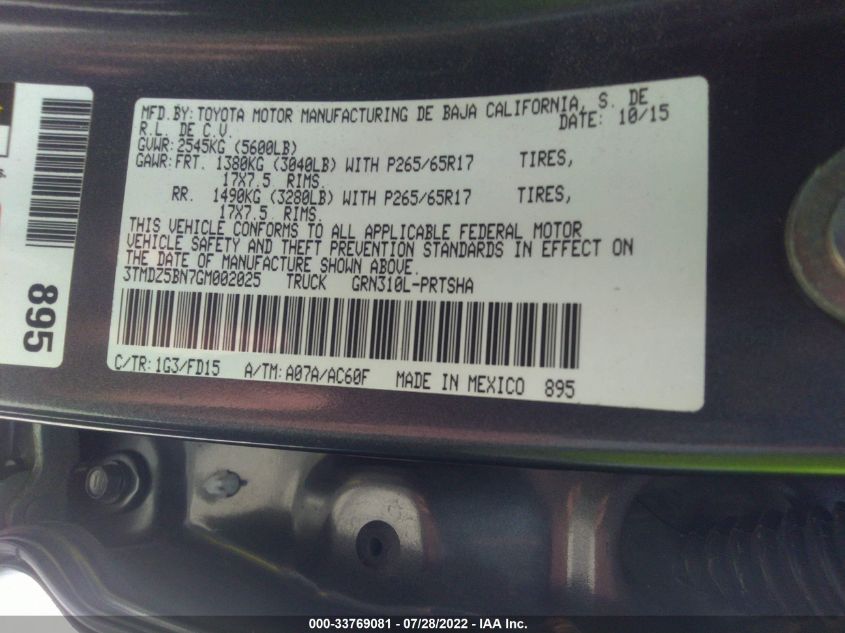 MFD.BY: TOYOTA MOTOR MANUFACTURING DE BAJA CALIFORNIA, S. DE
R.L. DE C.V. DATE: 10/15
GVWR: 2545KG (5600LB)
GAWR: FRT. 1380KG (3040LB) WITH P265/65R17 TIRES,
17X7.5 RIMS.
RR. 1490KG (3280LB) WITH P265/65R17 TIRES,
17X7.5 RIMS.
THIS VEHICLE CONFORMS TO ALL APPLICABLE FEDERAL MOTOR
VEHICLE SAFETY AND THEFT PREVENTION STANDARDS IN EFFECT ON
THE DATE OF MANUFACTURE SHOWN ABOVE.
3TMDZ5BN7GM002025 TRUCK GRN310L-PRTSHA
C/TR: 1G3/FD15 A/TM: A07A/AC60F MADE IN MEXICO 895
895
s.
000-33769081 - 07/28/2022 - IAA Inc.